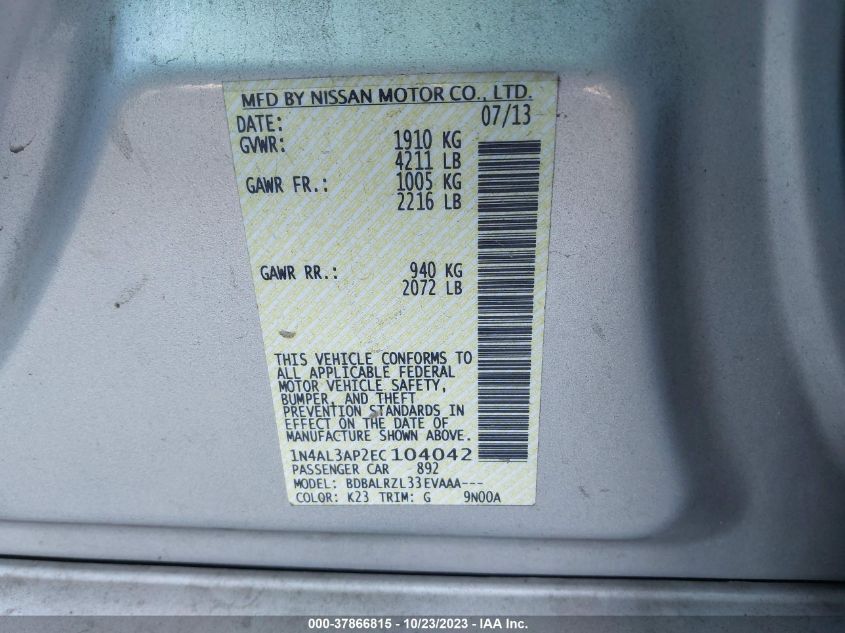 MFD BY NISSAN MOTOR CO., LTD.
DATE: 07/13
GVWR: 1910 KG
4211 LB
GAWR FR.: 1005 KG
2216 LB
GAWR RR.: 940 KG
2072 LB
THIS VEHICLE CONFORMS TO
ALL APPLICABLE FEDERAL
MOTOR VEHICLE SAFETY,
BUMPER, AND THEFT
PREVENTION STANDARDS IN
EFFECT ON THE DATE OF
MANUFACTURE SHOWN ABOVE.
1N4AL3AP2EC104042
PASSENGER CAR 892
MODEL: BDBALRZL33EVAAA---
COLOR: K23 TRIM: G 9N00A
000-37866815 - 10/23/2023 - IAA Inc.